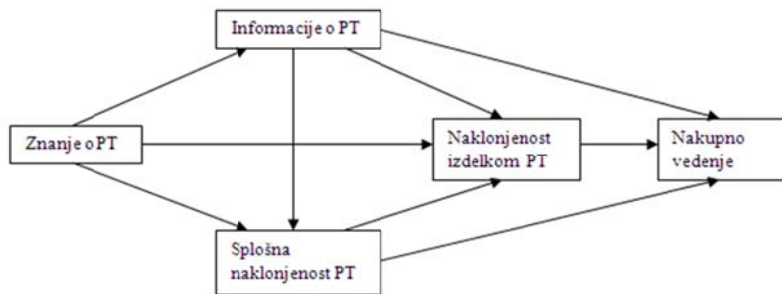 Informacije o PT
Znanje o PT
Naklonjenost
izdelkom PT
Nakupno
vedenje
Splošna
naklonjenost PT